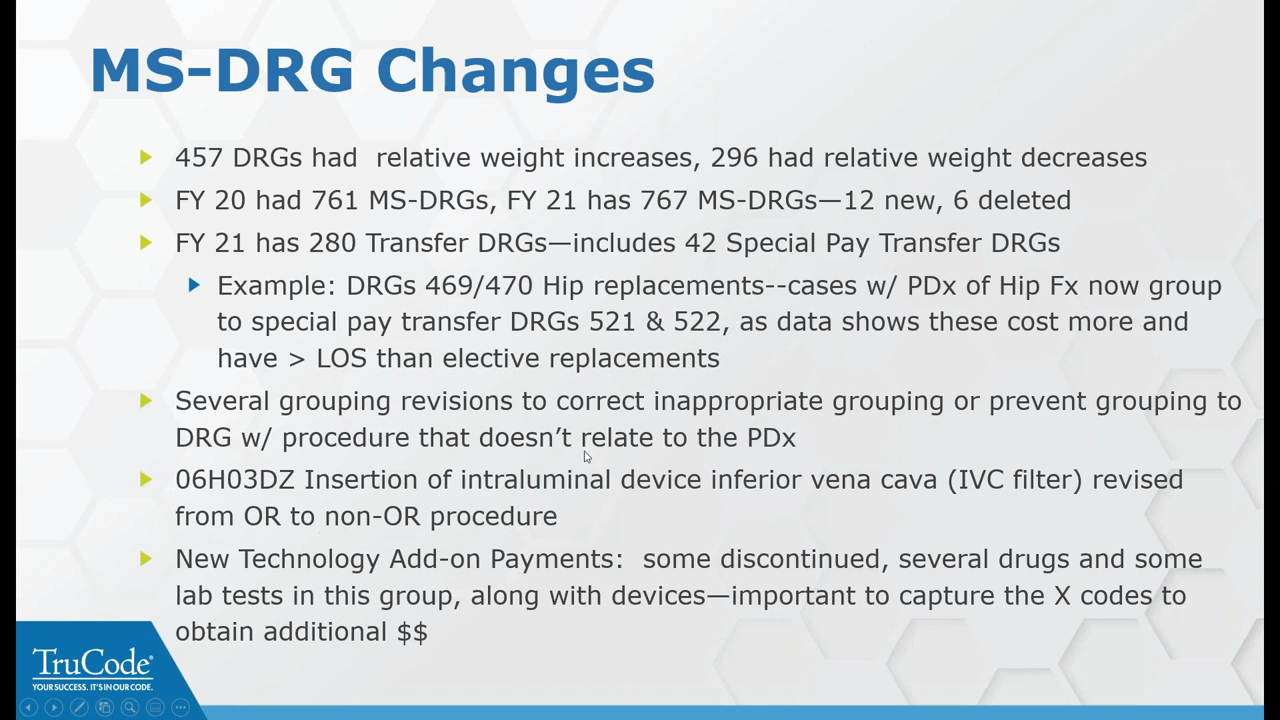 MS-DRG Changes
457 DRGs had  relative weight increases, 296 had relative weight decreases
FY 20 had 761 MS-DRGs, FY 21 has 767 MS-DRGs—12 new, 6 deleted
FY 21 has 280 Transfer DRGs—includes 42 Special Pay Transfer DRGs
Example: DRGs 469/470 Hip replacements--cases w/ PDx of Hip Fx now group
to special pay transfer DRGs 521 & 522, as data shows these cost more and
have > LOS than elective replacements
Several grouping revisions to correct inappropriate grouping or prevent grouping to
DRG w/ procedure that doesn’t relate to the PDx
06H03DZ Insertion of intraluminal device inferior vena cava (IVC filter) revised
from OR to non-OR procedure
New Technology Add-on Payments:  some discontinued, several drugs and some
lab tests in this group, along with devices—important to capture the X codes to
obtain additional $$
TruCode®
YOUR SUCCESS. IT'S IN OUR CODE.